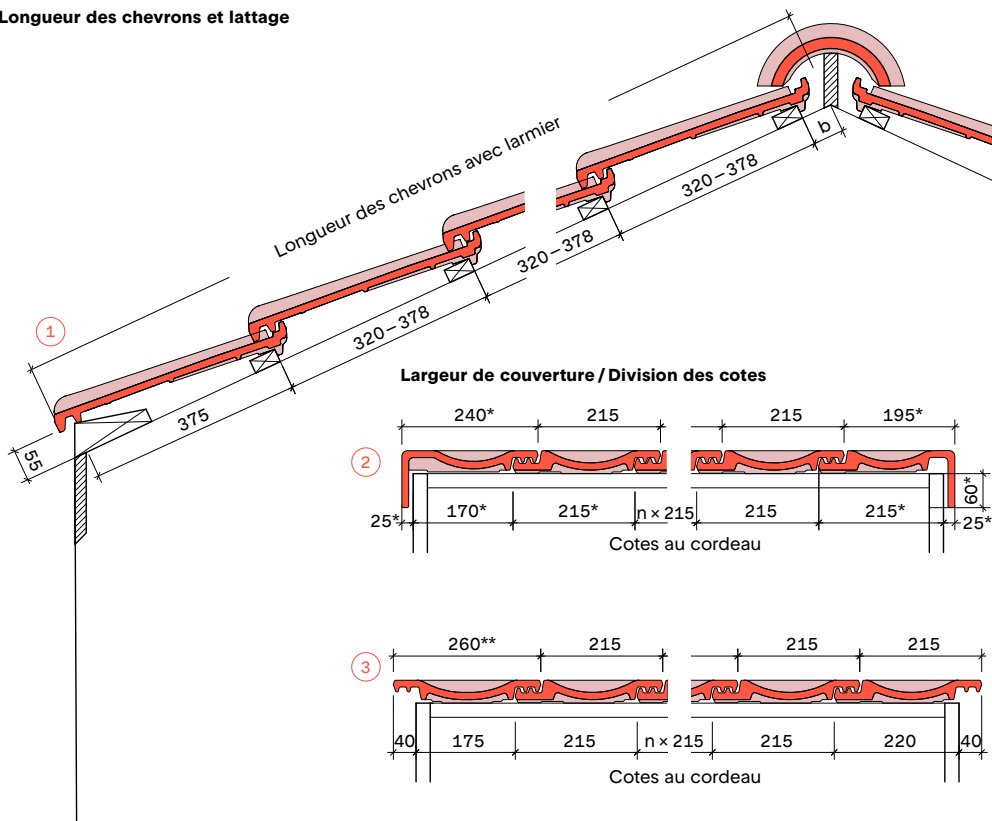 Longueur des chevrons et lattage
Longueur des chevrons avec larmier
b
320–378
320–378
320–378
375
55
1
Largeur de couverture / Division des cotes
240* 215 215 195*
2
60*
25* 170* 215* n × 215 215 215* 25*
Cotes au cordeau
260** 215 215 215
3
40 175 215 n × 215 215 220 40
Cotes au cordeau